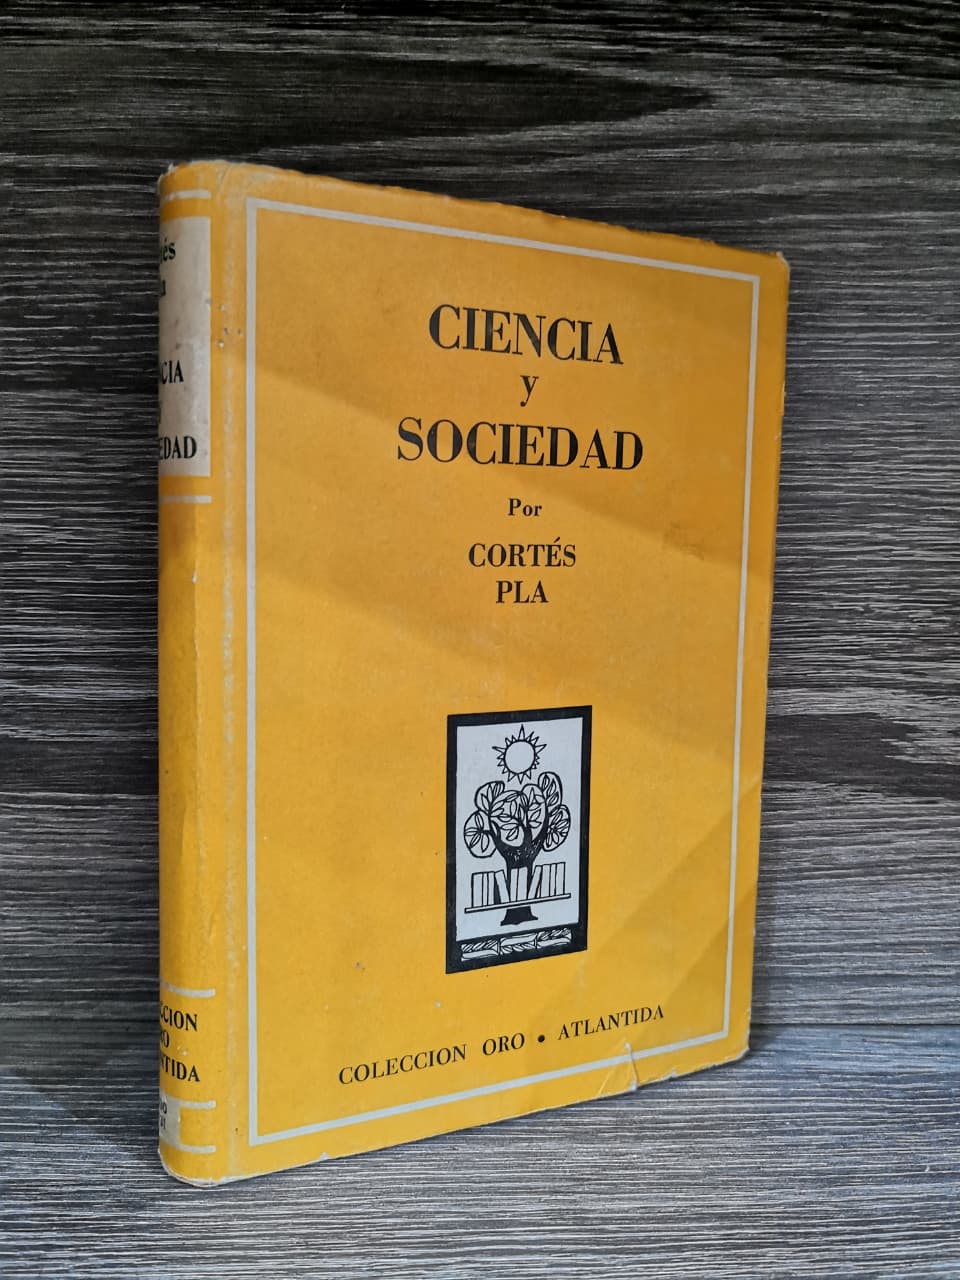 CIENCIA
y
SOCIEDAD
Por
CORTÉS
PLA
COLECCION ORO • ATLANTIDA